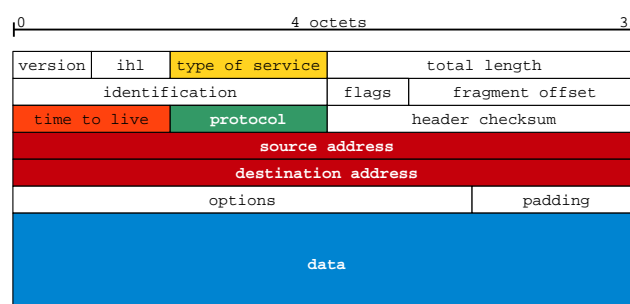 0 4 octets 3
version ihl type of service total length
identification flags fragment offset
time to live protocol header checksum
source address
destination address
options padding
data